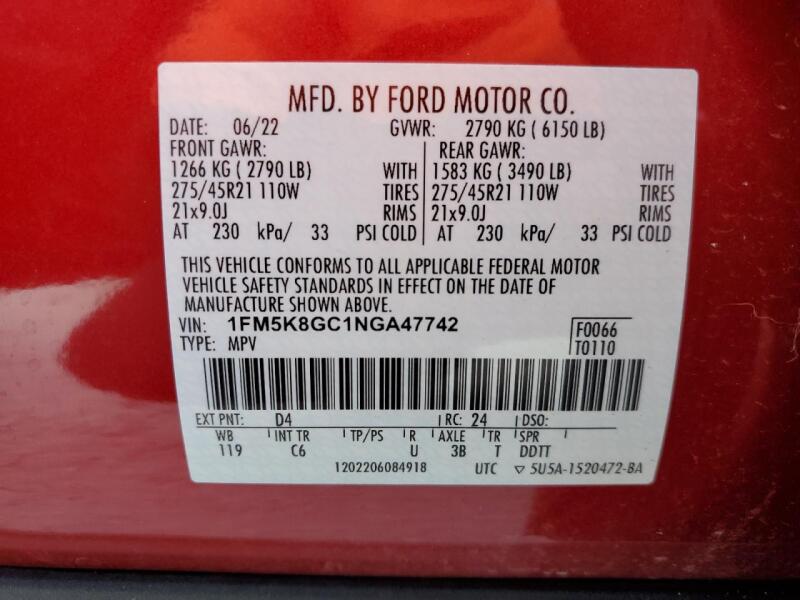 MFD. BY FORD MOTOR CO.
DATE: 06/22 GVWR: 2790 KG ( 6150 LB)
FRONT GAWR: REAR GAWR:
1266 KG ( 2790 LB) WITH 1583 KG ( 3490 LB) WITH
275/45R21 110W TIRES 275/45R21 110W TIRES
21x9.0J RIMS 21x9.0J RIMS
AT 230 kPa/ 33 PSI COLD AT 230 kPa/ 33 PSI COLD
THIS VEHICLE CONFORMS TO ALL APPLICABLE FEDERAL MOTOR
VEHICLE SAFETY STANDARDS IN EFFECT ON THE DATE OF
MANUFACTURE SHOWN ABOVE.
VIN: 1FM5K8GC1NGA47742 F0066
TYPE: MPV T0110
EXT PNT: D4 RC: 24 DSO:
WB INT TR TP/PS R AXLE TR SPR
119 C6 U 3B T DDTT
1202206084918 UTC ▽ 5U5A-1520472-BA